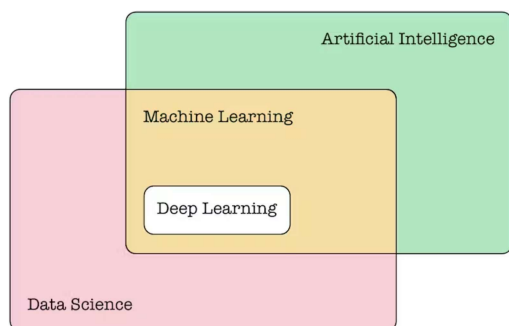 Artificial Intelligence
Machine Learning
Deep Learning
Data Science